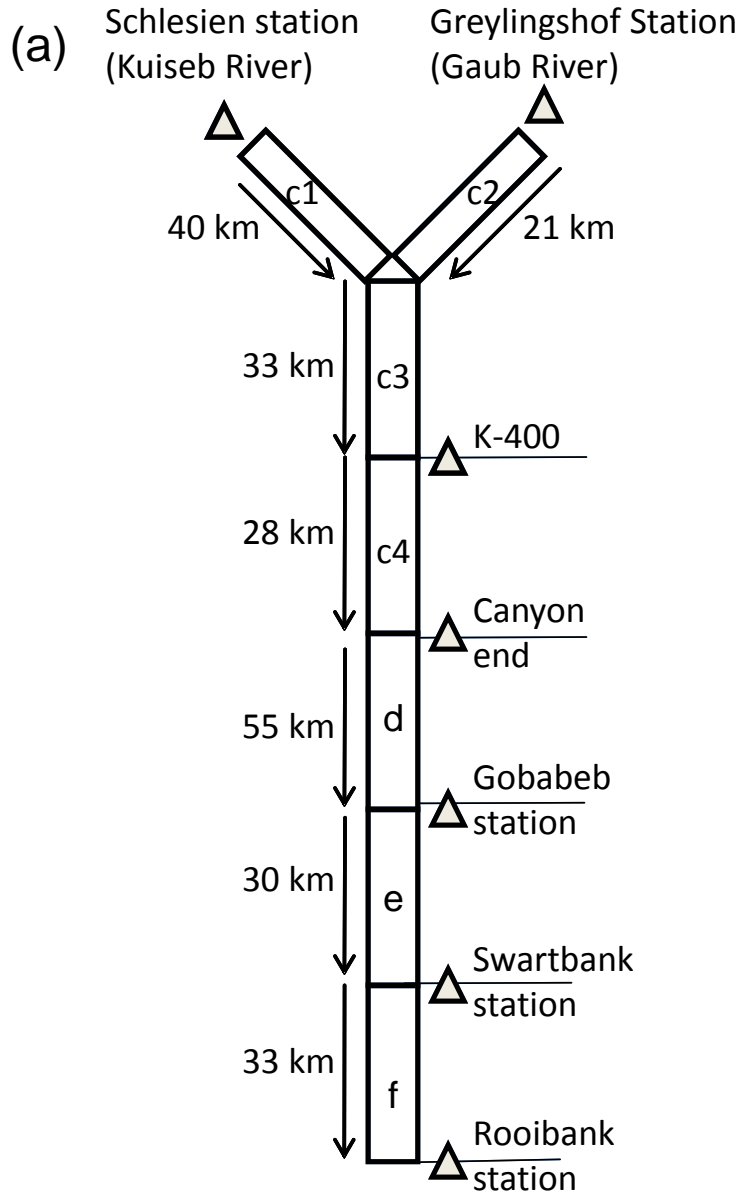 (a)
Schlesien station
(Kuiseb River)
Greylingshof Station
(Gaub River)
c1
c2
40 km
21 km
33 km
c3
K-400
28 km
c4
Canyon
end
55 km
d
Gobabeb
station
30 km
e
Swartbank
station
33 km
f
Rooibank
station